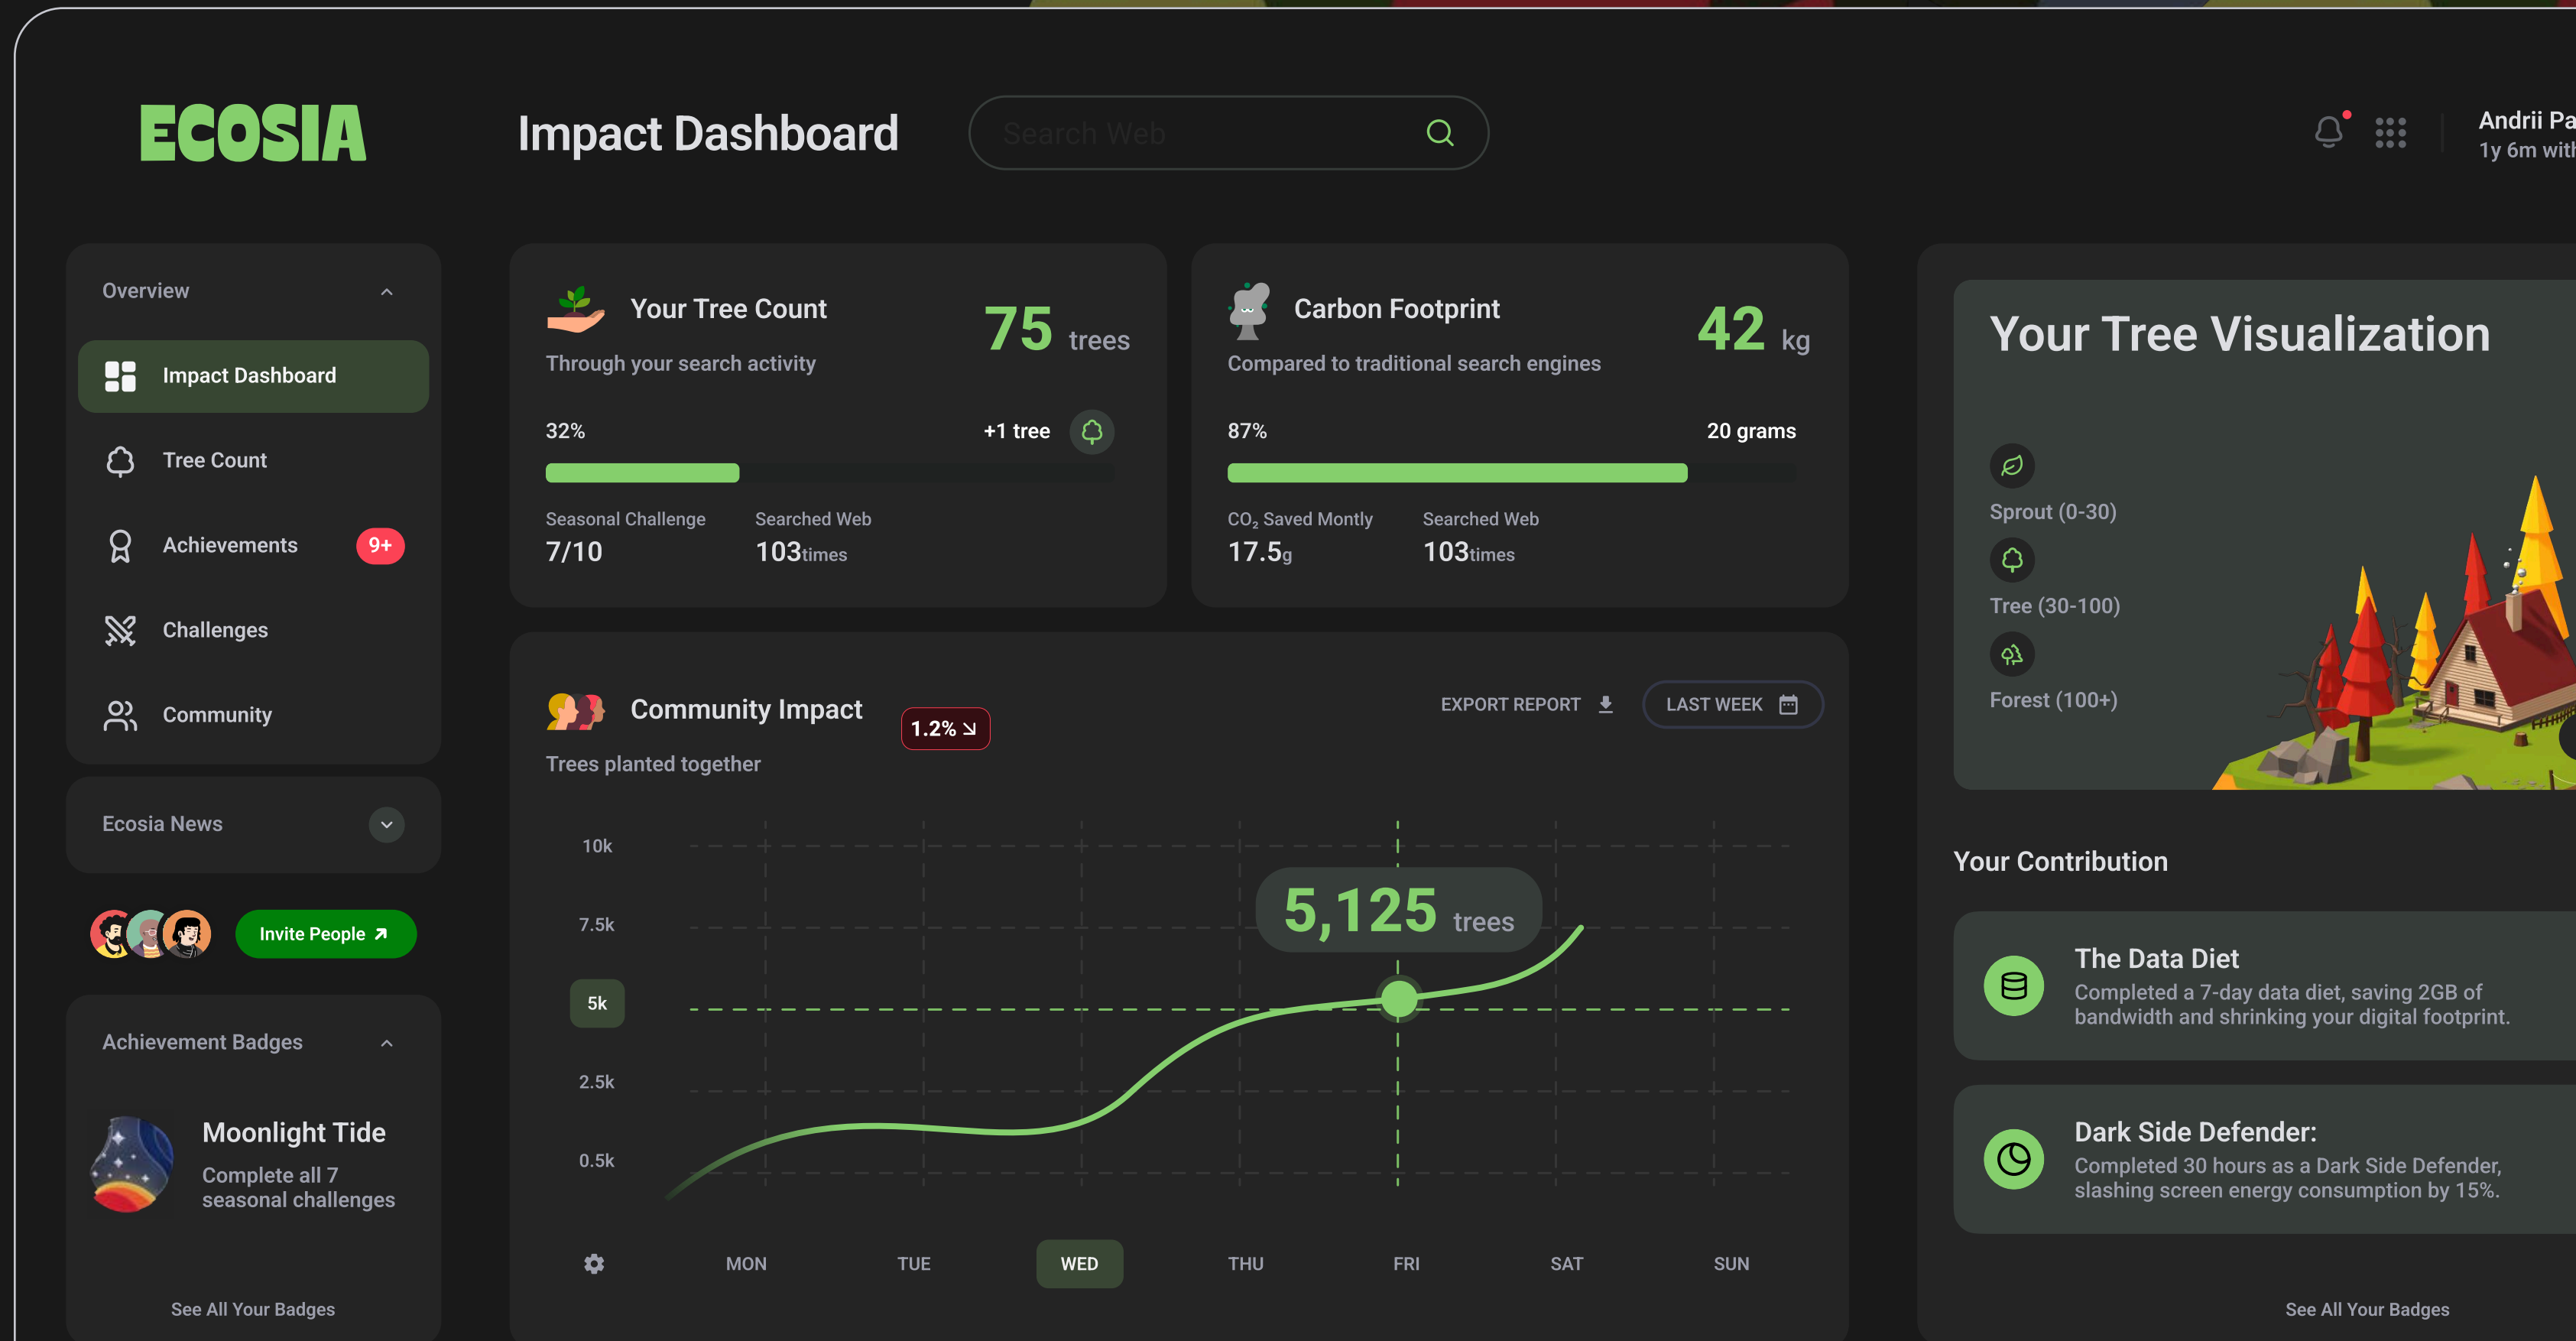 ECOSIA
Impact Dashboard
Search Web
Andrii Pa
1y 6m with
Overview
Impact Dashboard
Tree Count
Achievements
9+
Challenges
Community
Ecosia News
Invite People
Achievement Badges
Moonlight Tide
Complete all 7
seasonal challenges
See All Your Badges
Your Tree Count
75 trees
Through your search activity
32%
+1 tree
Seasonal Challenge
7/10
Searched Web
103times
Carbon Footprint
42 kg
Compared to traditional search engines
87%
20 grams
CO₂ Saved Montly
17.5g
Searched Web
103times
Community Impact
1.2%
Trees planted together
EXPORT REPORT
LAST WEEK
10k
7.5k
5k
2.5k
0.5k
5,125 trees
MON
TUE
WED
THU
FRI
SAT
SUN
Your Tree Visualization
Sprout (0-30)
Tree (30-100)
Forest (100+)
Your Contribution
The Data Diet
Completed a 7-day data diet, saving 2GB of
bandwidth and shrinking your digital footprint.
Dark Side Defender:
Completed 30 hours as a Dark Side Defender,
slashing screen energy consumption by 15%.
See All Your Badges